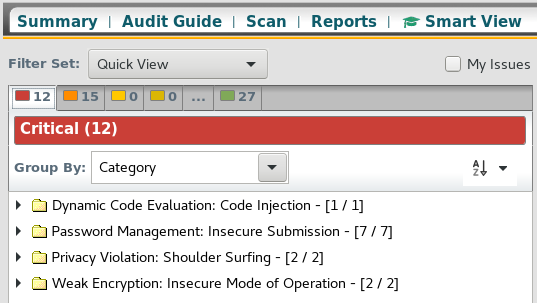 Summary | Audit Guide | Scan | Reports | Smart View
Filter Set: Quick View My Issues
12 15 0 0 ... 27
Critical (12)
Group By: Category A Z
Dynamic Code Evaluation: Code Injection - [1 / 1]
Password Management: Insecure Submission - [7 / 7]
Privacy Violation: Shoulder Surfing - [2 / 2]
Weak Encryption: Insecure Mode of Operation - [2 / 2]